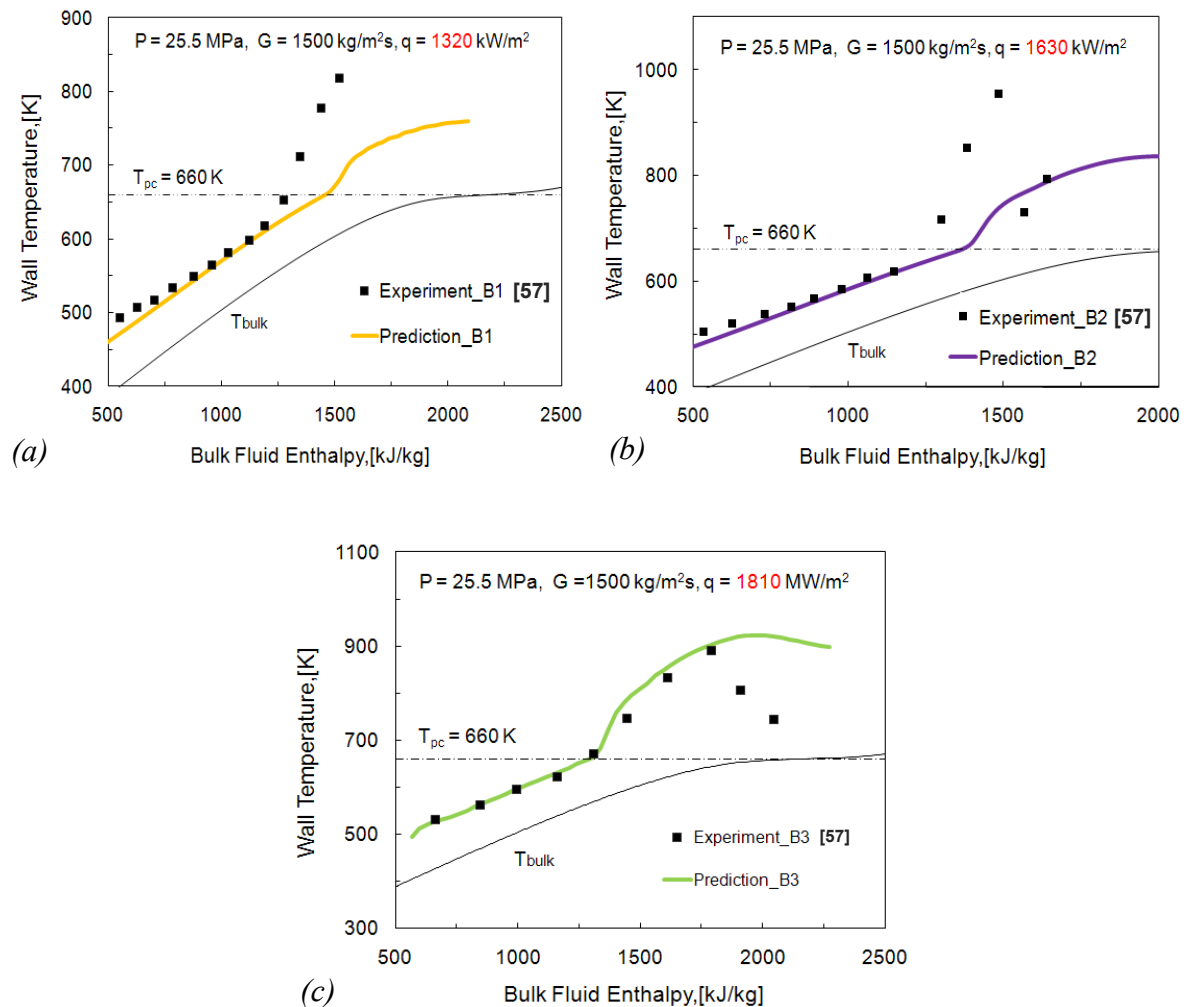 900
800
700
600
500
400
Wall Temperature,[K]
P = 25.5 MPa, G = 1500 kg/m²s, q = 1320 kW/m²
Tpc = 660 K
Experiment_B1 [57]
Tbulk
Prediction_B1
500 1000 1500 2000 2500
(a) Bulk Fluid Enthalpy,[kJ/kg]
1000
800
600
400
Wall Temperature,[K]
P = 25.5 MPa, G = 1500 kg/m²s, q = 1630 kW/m²
Tpc = 660 K
Experiment_B2 [57]
Tbulk
Prediction_B2
500 1000 1500 2000
(b) Bulk Fluid Enthalpy,[kJ/kg]
1100
900
700
500
300
Wall Temperature,[K]
P = 25.5 MPa, G =1500 kg/m²s, q = 1810 MW/m²
Tpc = 660 K
Experiment_B3 [57]
Tbulk
Prediction_B3
500 1000 1500 2000 2500
(c) Bulk Fluid Enthalpy,[kJ/kg]